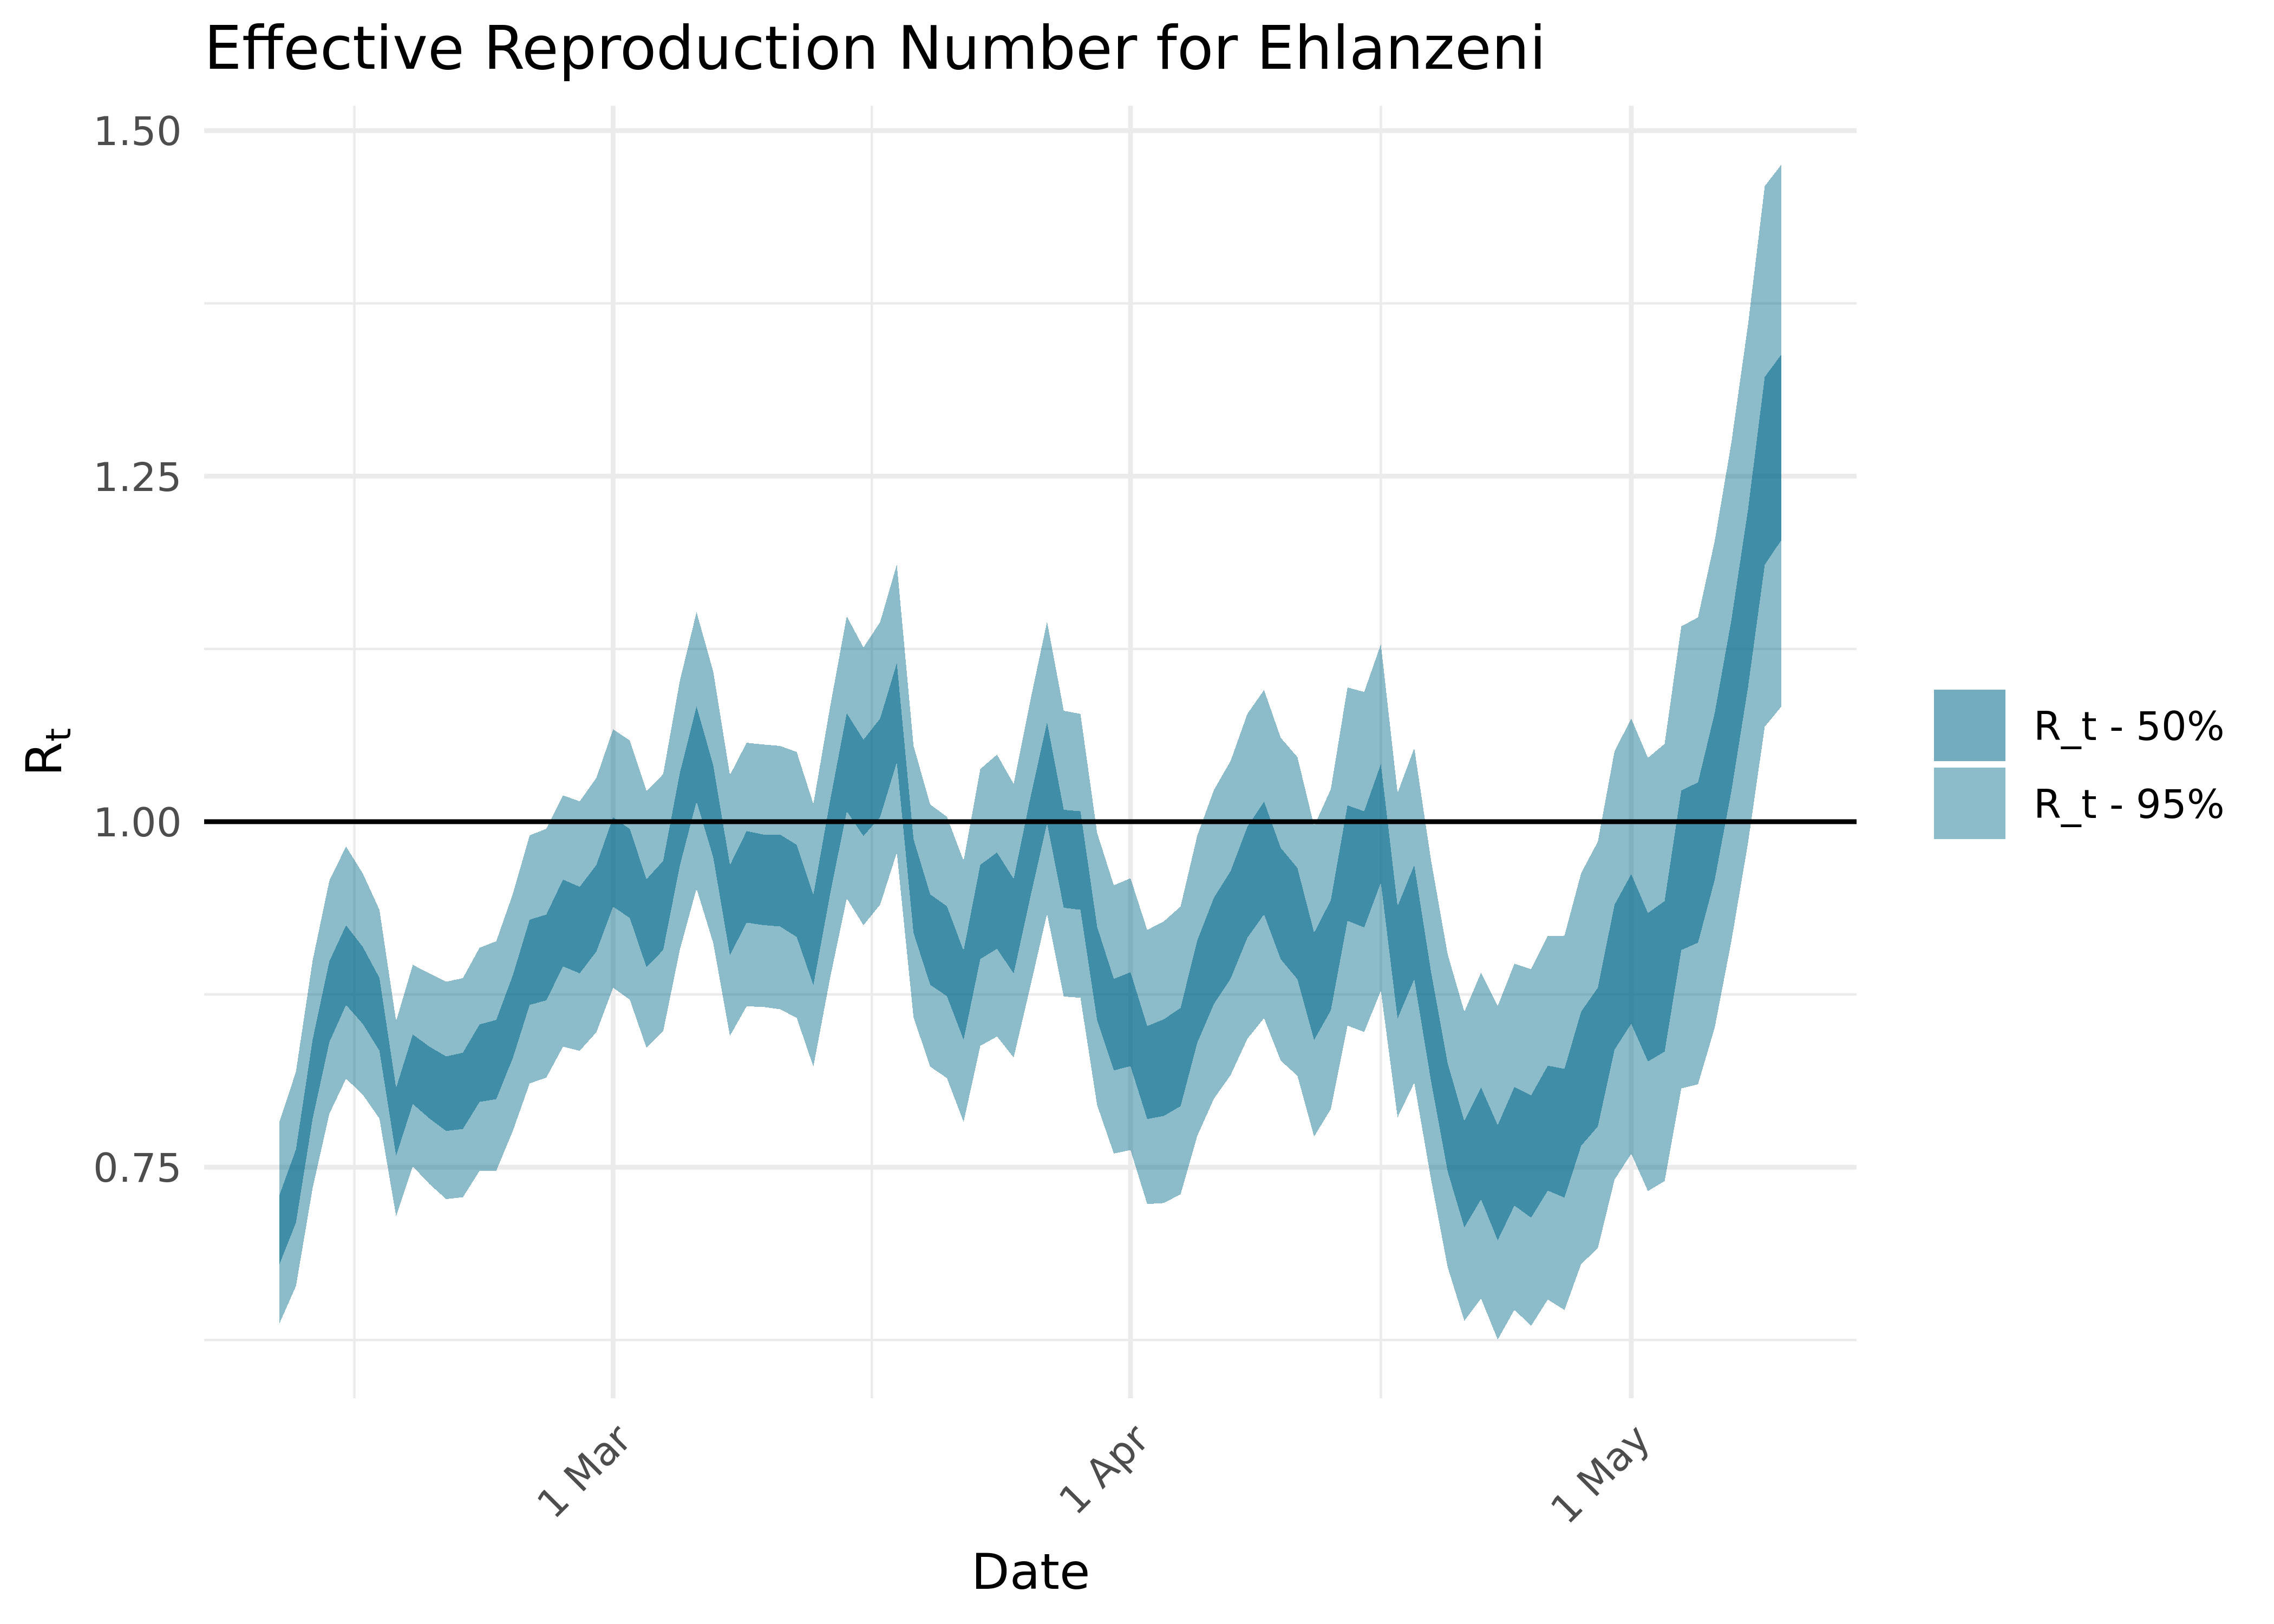 Effective Reproduction Number for Ehlanzeni
1.50
1.25
1.00
0.75
Rt
1 Mar
1 Apr
1 May
Date
R_t - 50%
R_t - 95%